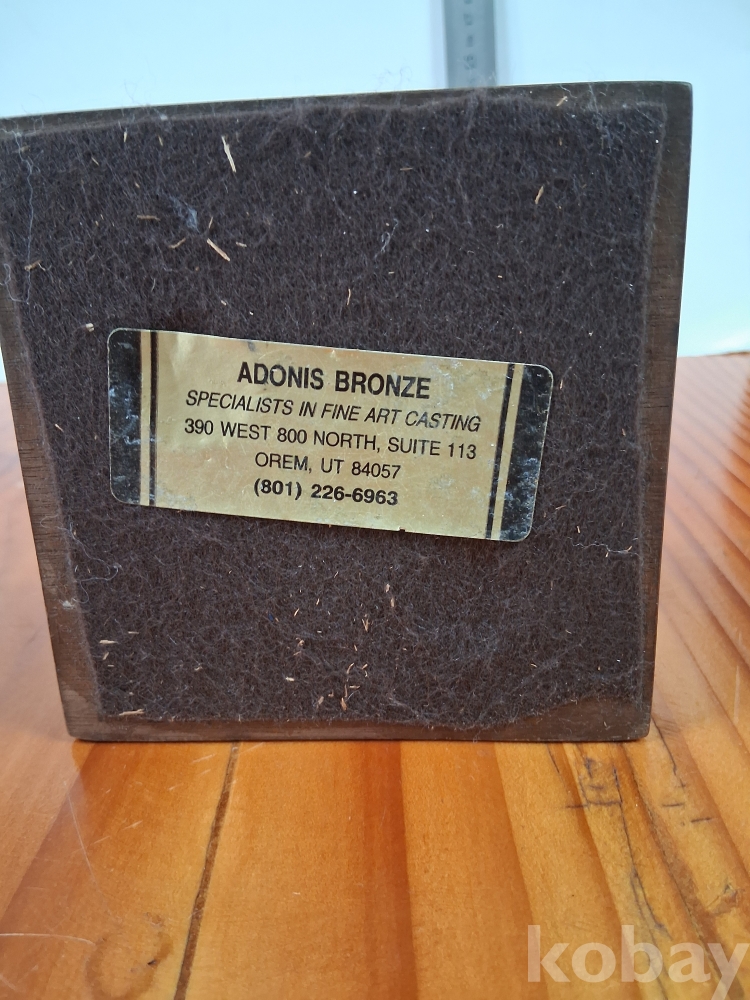 ADONIS BRONZE
SPECIALISTS IN FINE ART CASTING
390 WEST 800 NORTH, SUITE 113
OREM, UT 84057
(801) 226-6963
kobay